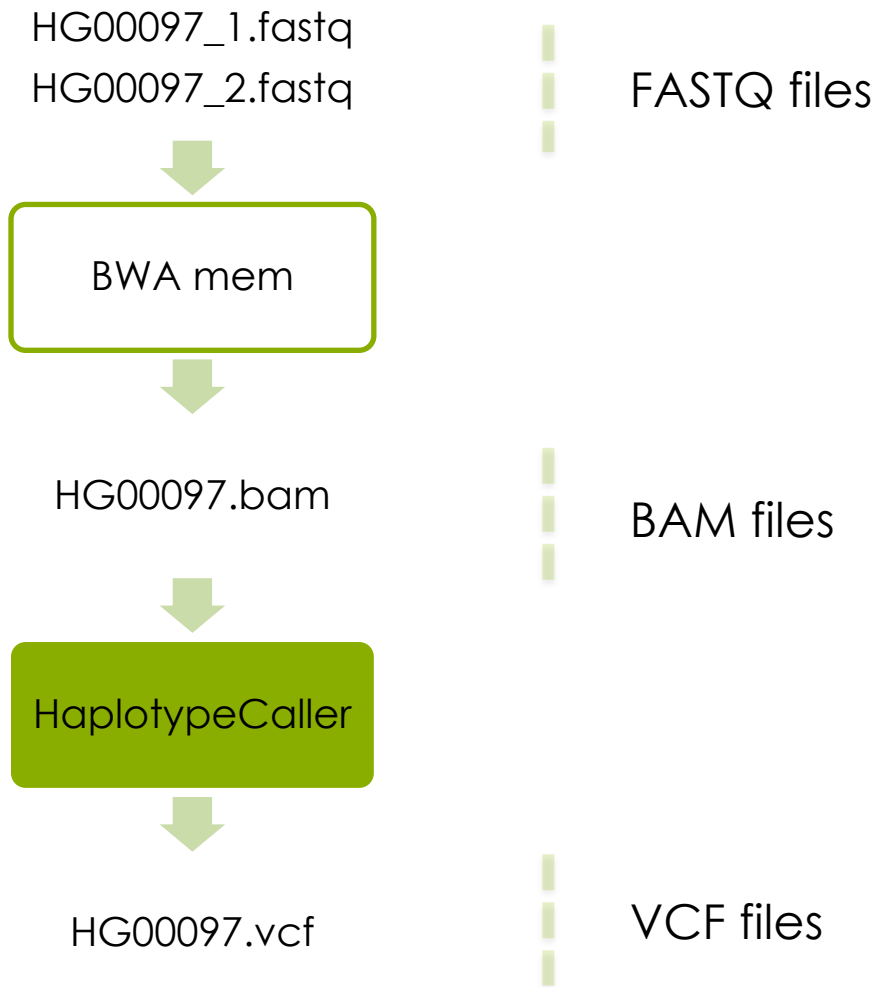 HG00097_1.fastq
HG00097_2.fastq
FASTQ files
BWA mem
HG00097.bam
BAM files
HaplotypeCaller
HG00097.vcf
VCF files